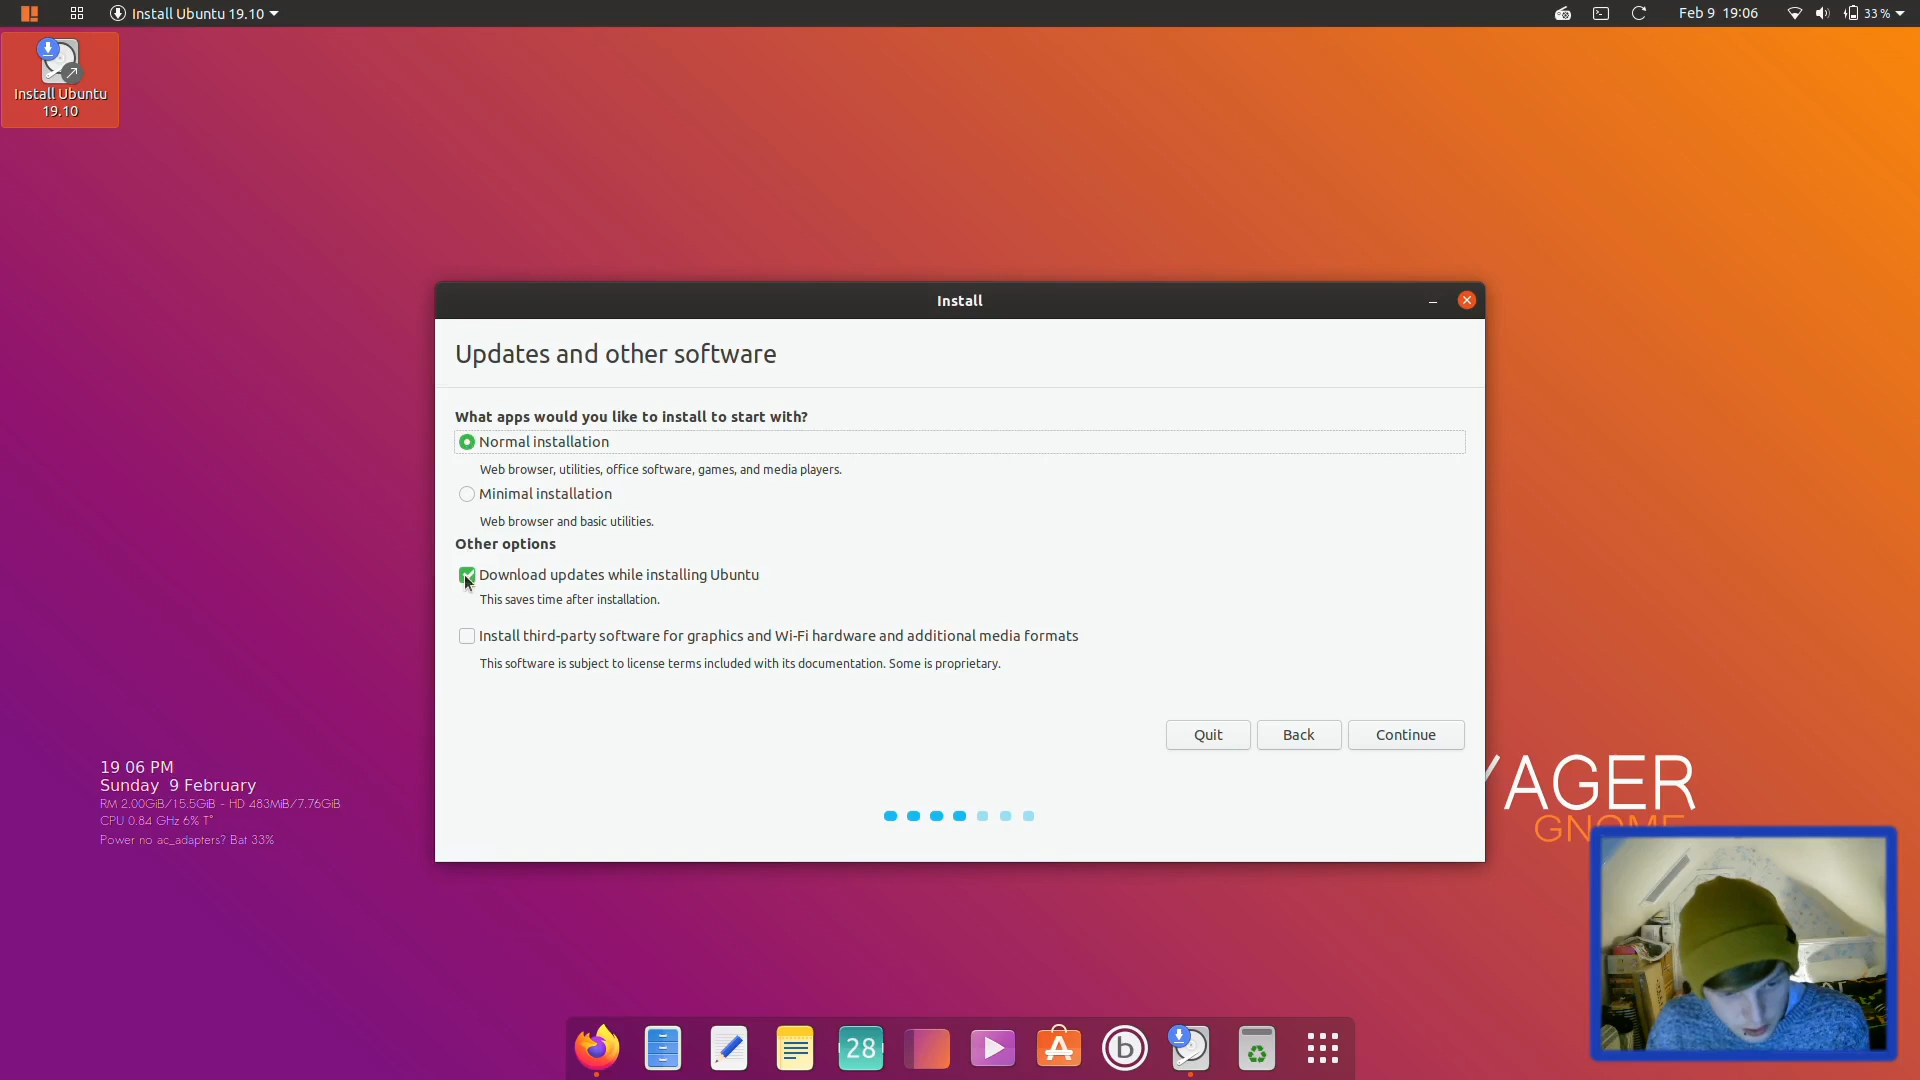 Install Ubuntu 19.10
Feb 9 19:06
33 %
Install Ubuntu
19.10
Install
Updates and other software
What apps would you like to install to start with?
Normal installation
Web browser, utilities, office software, games, and media players.
Minimal installation
Web browser and basic utilities.
Other options
Download updates while installing Ubuntu
This saves time after installation.
Install third-party software for graphics and Wi-Fi hardware and additional media formats
This software is subject to license terms included with its documentation. Some is proprietary.
Quit
Back
Continue
19 06 PM
Sunday 9 February
RM 2.00GiB/15.5GiB - HD 483MiB/7.76GiB
CPU 0.84 GHz 6% T°
Power no ac_adapters? Bat 33%
YAGER
GNOME
28
b